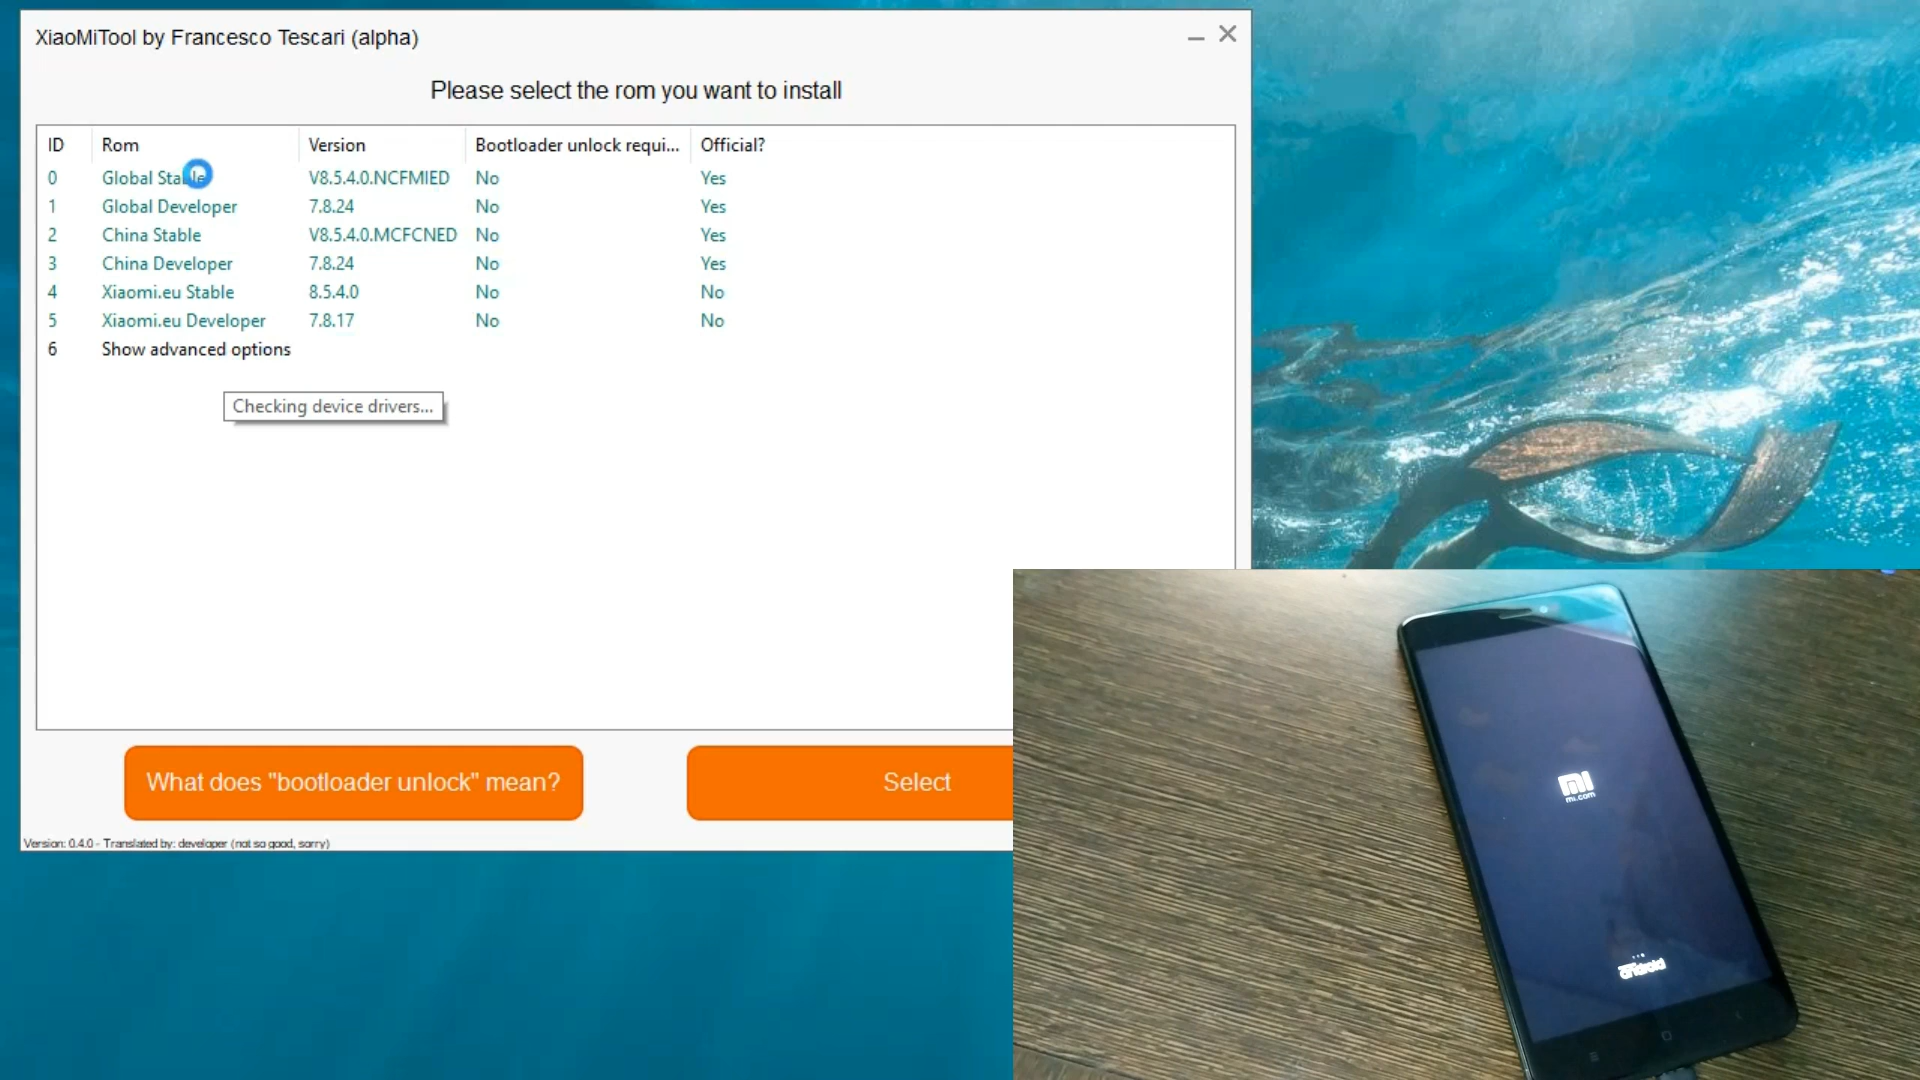 XiaoMiTool by Francesco Tescari (alpha)
Please select the rom you want to install
ID Rom Version Bootloader unlock requi... Official?
0 Global Stable V8.5.4.0.NCFMIED No Yes
1 Global Developer 7.8.24 No Yes
2 China Stable V8.5.4.0.MCFCNED No Yes
3 China Developer 7.8.24 No Yes
4 Xiaomi.eu Stable 8.5.4.0 No No
5 Xiaomi.eu Developer 7.8.17 No No
6 Show advanced options
Checking device drivers...
What does "bootloader unlock" mean?
Select
Version: 0.4.0 - Translated by: developer (not so good, sorry)
mi
mi.com
android